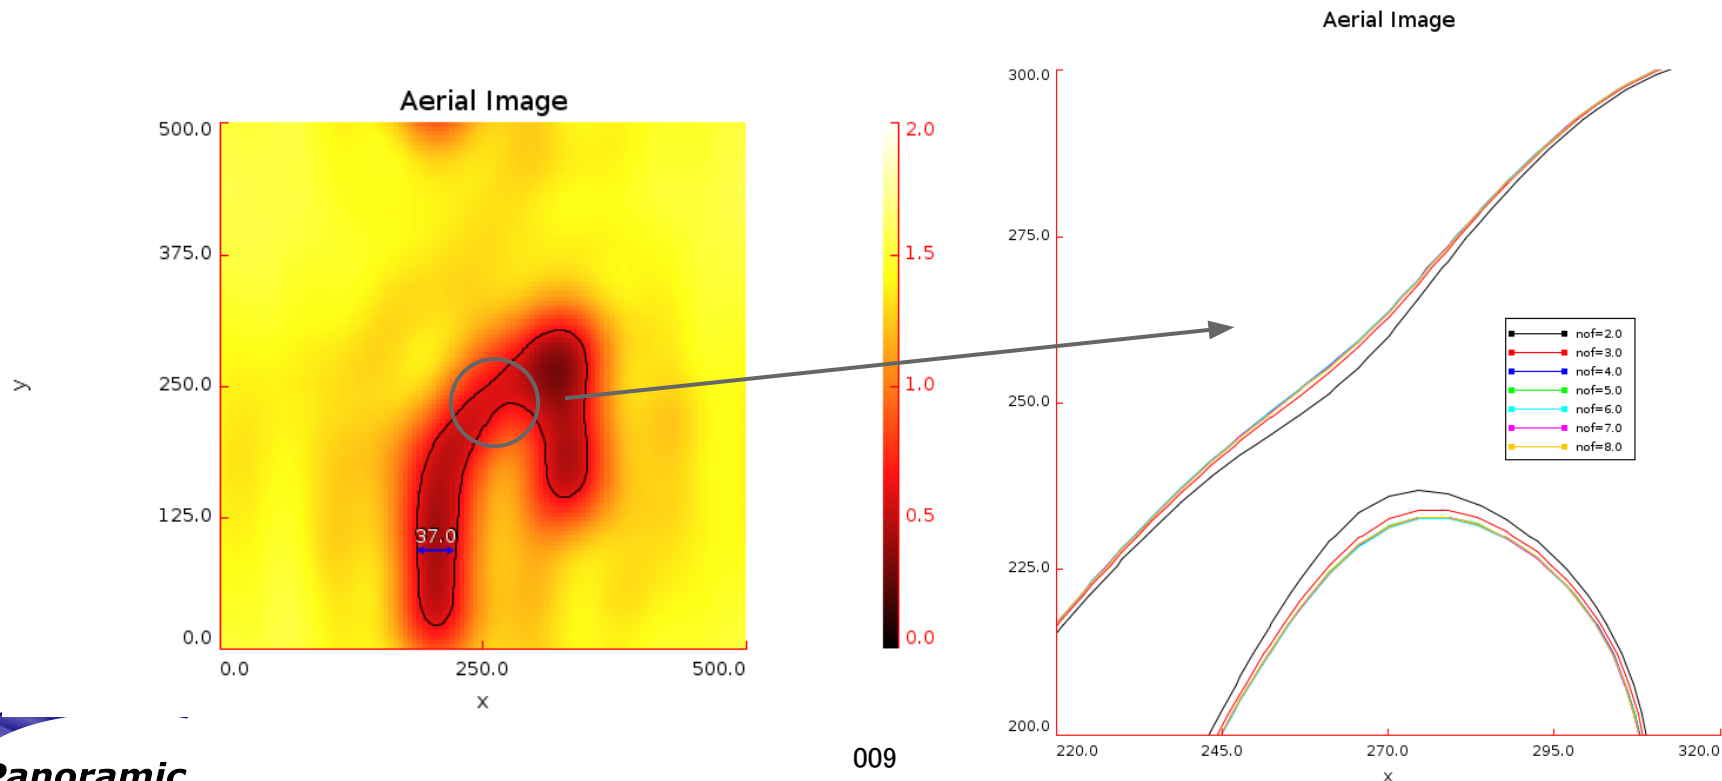 Aerial Image
500.0
375.0
250.0
125.0
0.0
y
37.0
0.0
250.0
500.0
x
2.0
1.5
1.0
0.5
0.0
Aerial Image
300.0
275.0
250.0
225.0
200.0
220.0
245.0
270.0
295.0
320.0
x
nof=2.0
nof=3.0
nof=4.0
nof=5.0
nof=6.0
nof=7.0
nof=8.0
009
Panoramic